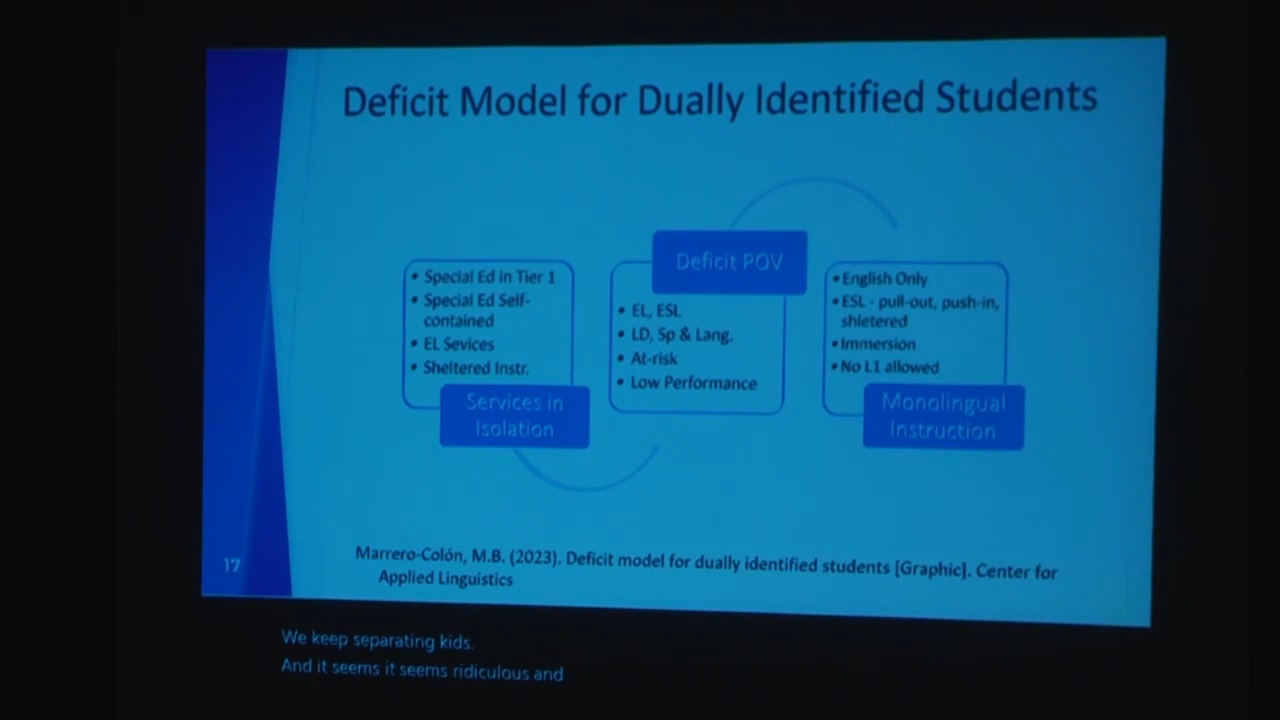 Deficit Model for Dually Identified Students
• Special Ed in Tier 1
• Special Ed Self-
contained
• EL Sevices
• Sheltered Instr.
Services in
Isolation
Deficit POV
• EL, ESL
• LD, Sp & Lang.
• At-risk
• Low Performance
• English Only
• ESL - pull-out, push-in,
shletered
• Immersion
• No L1 allowed
Monolingual
Instruction
Marrero-Colón, M.B. (2023). Deficit model for dually identified students [Graphic]. Center for
Applied Linguistics
17
We keep separating kids.
And it seems it seems ridiculous and